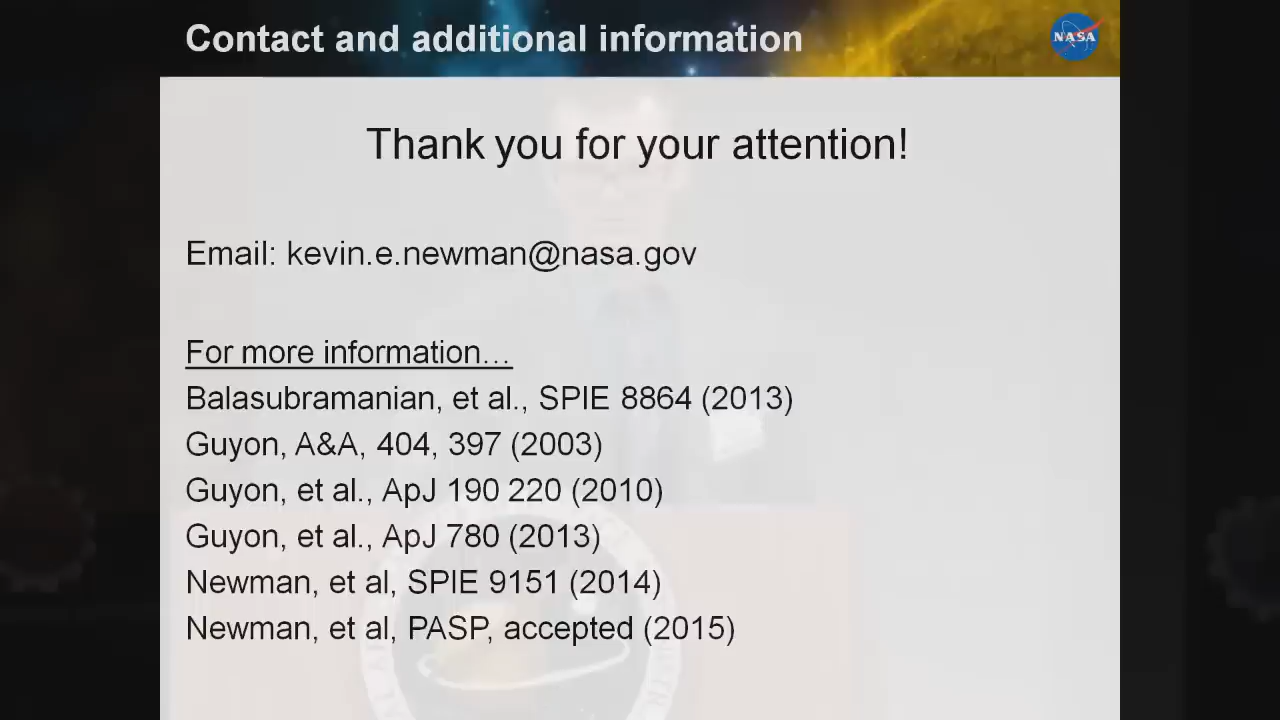 Contact and additional information
NASA
Thank you for your attention!
Email: kevin.e.newman@nasa.gov
For more information…
Balasubramanian, et al., SPIE 8864 (2013)
Guyon, A&A, 404, 397 (2003)
Guyon, et al., ApJ 190 220 (2010)
Guyon, et al., ApJ 780 (2013)
Newman, et al, SPIE 9151 (2014)
Newman, et al, PASP, accepted (2015)